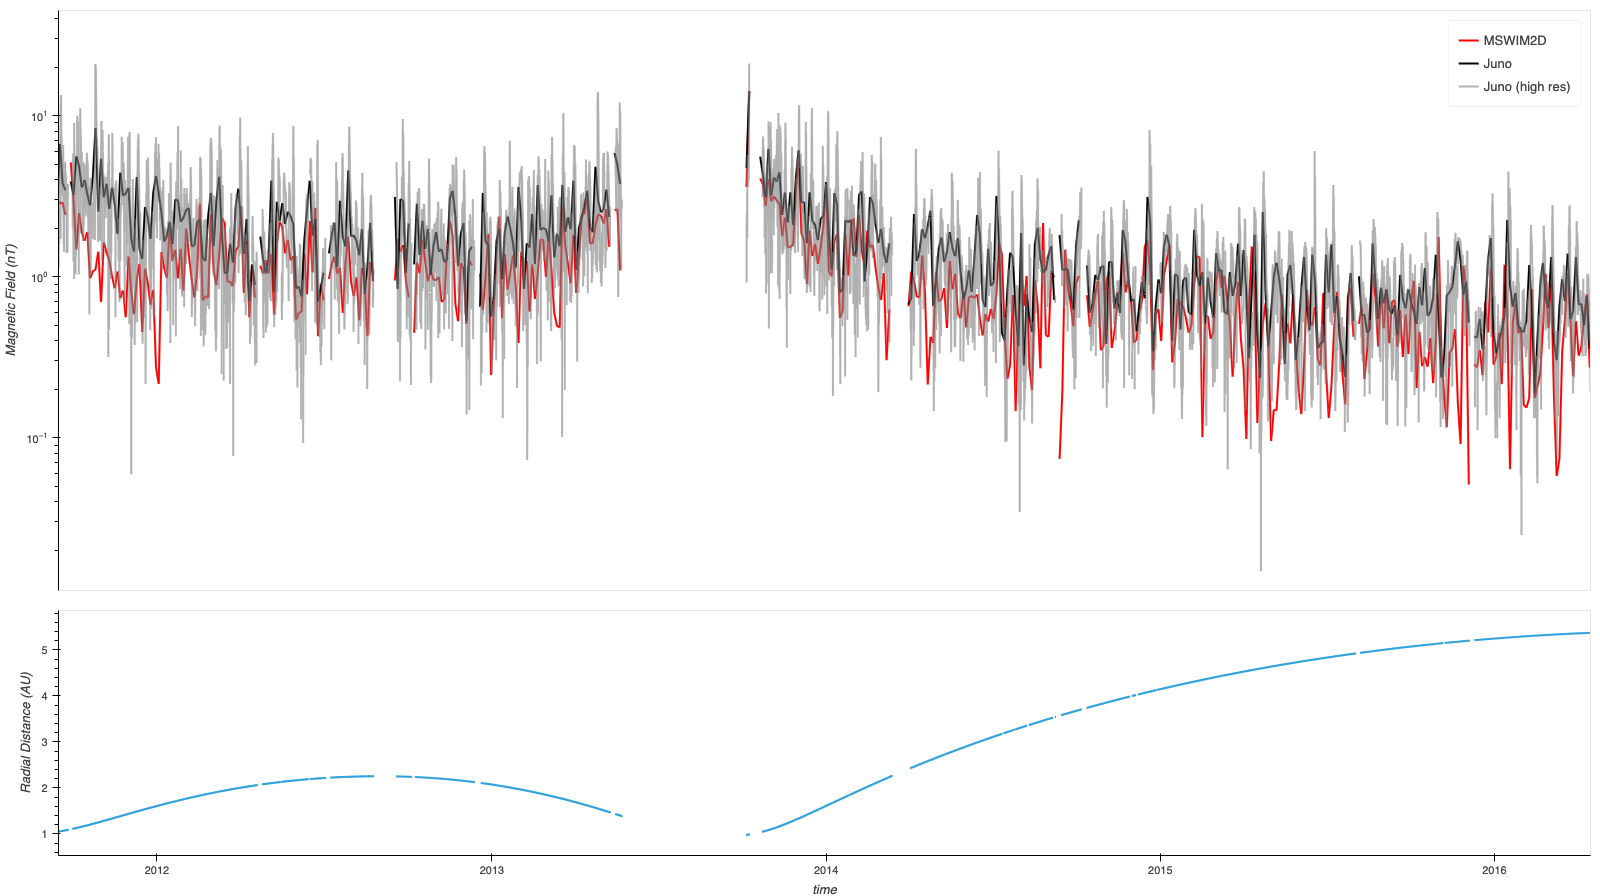 MSWIM2D
Juno
Juno (high res)
Magnetic Field (nT)
10¹
10⁰
10⁻¹
Radial Distance (AU)
5
4
3
2
1
2012
2013
2014
2015
2016
time